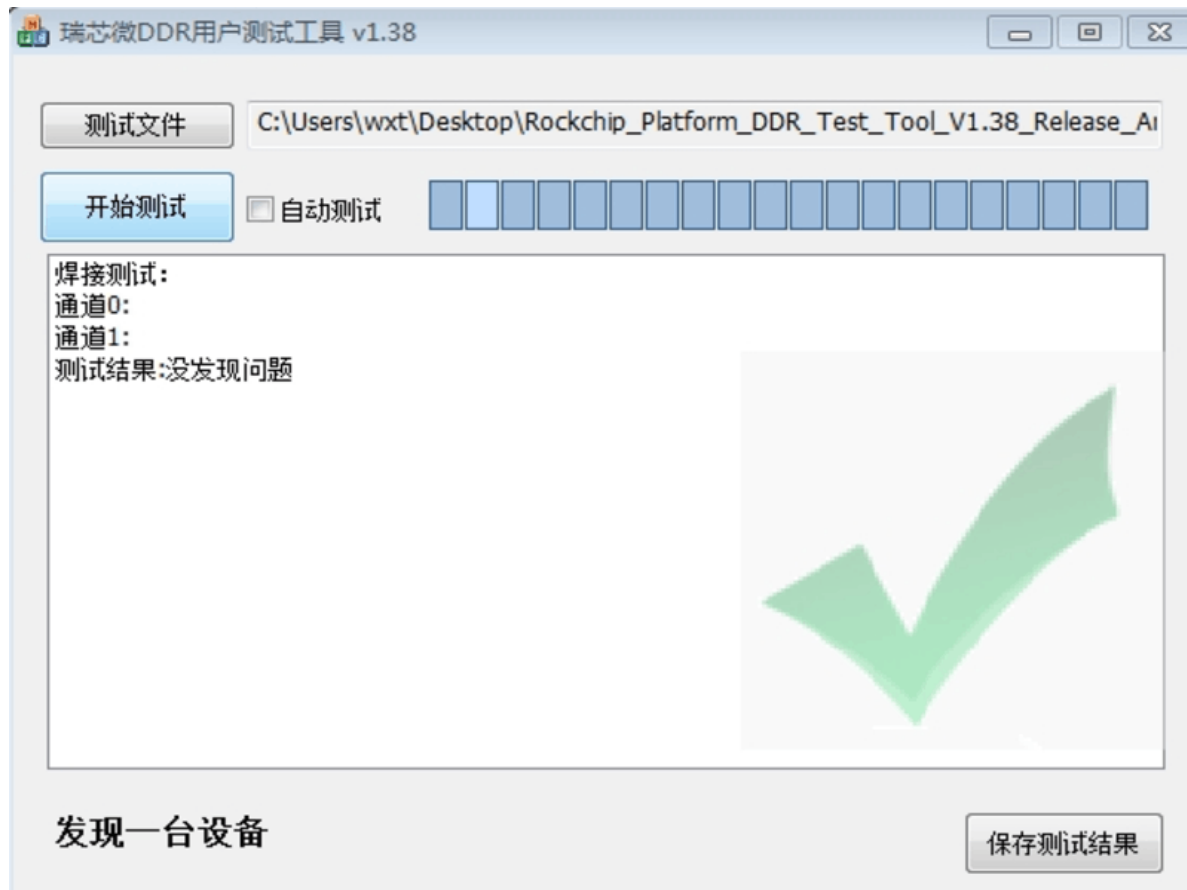 瑞芯微DDR用户测试工具 v1.38
测试文件 C:\Users\wxt\Desktop\Rockchip_Platform_DDR_Test_Tool_V1.38_Release_A
开始测试 自动测试
焊接测试：
通道0:
通道1:
测试结果:没发现问题
发现一台设备
保存测试结果